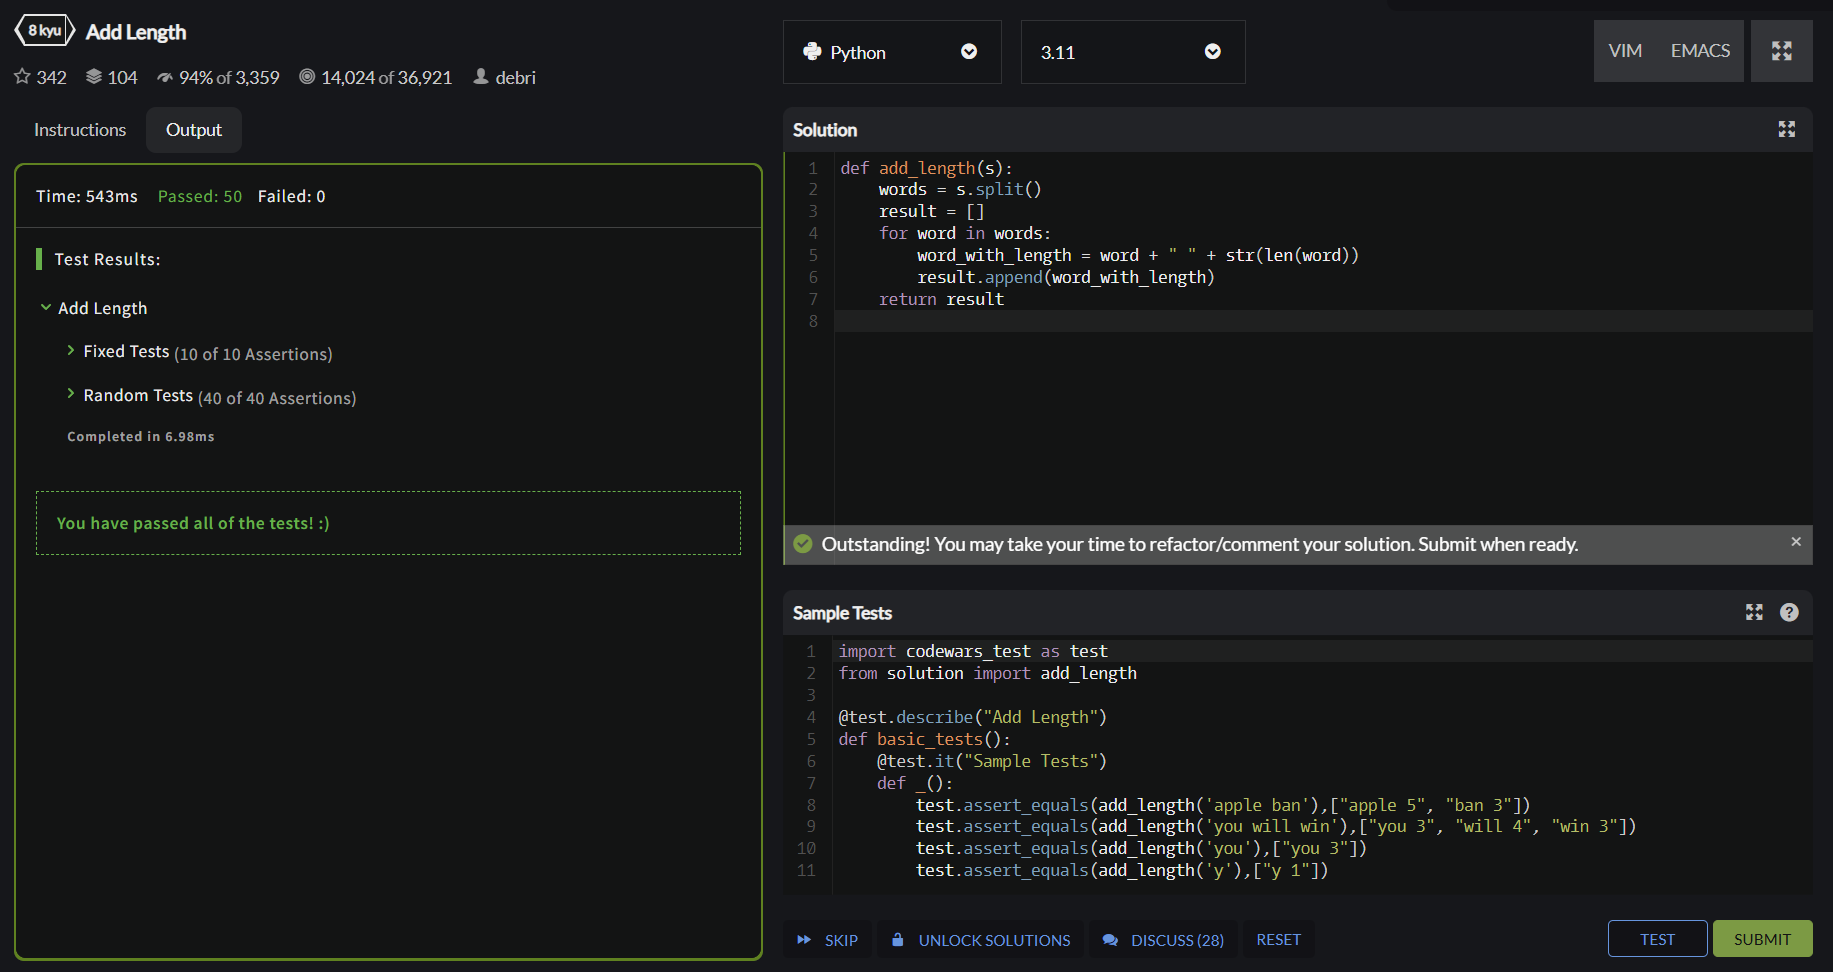 8 kyu Add Length
342 104 94% of 3,359 14,024 of 36,921 debri
Instructions Output
Time: 543ms Passed: 50 Failed: 0
Test Results:
Add Length
Fixed Tests (10 of 10 Assertions)
Random Tests (40 of 40 Assertions)
Completed in 6.98ms
You have passed all of the tests! :)
Python 3.11 VIM EMACS
Solution
1 def add_length(s):
2     words = s.split()
3     result = []
4     for word in words:
5         word_with_length = word + " " + str(len(word))
6         result.append(word_with_length)
7     return result
8
Outstanding! You may take your time to refactor/comment your solution. Submit when ready. ×
Sample Tests ?
1 import codewars_test as test
2 from solution import add_length
3
4 @test.describe("Add Length")
5 def basic_tests():
6     @test.it("Sample Tests")
7     def _():
8         test.assert_equals(add_length('apple ban'),["apple 5", "ban 3"])
9         test.assert_equals(add_length('you will win'),["you 3", "will 4", "win 3"])
10         test.assert_equals(add_length('you'),["you 3"])
11         test.assert_equals(add_length('y'),["y 1"])
SKIP UNLOCK SOLUTIONS DISCUSS (28) RESET TEST SUBMIT